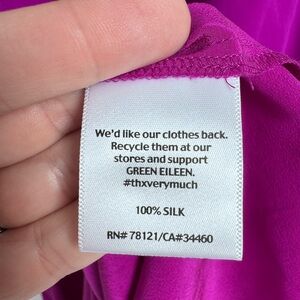 We'd like our clothes back.
Recycle them at our
stores and support
GREEN EILEEN.
#thxverymuch
100% SILK
RN# 78121/CA#34460